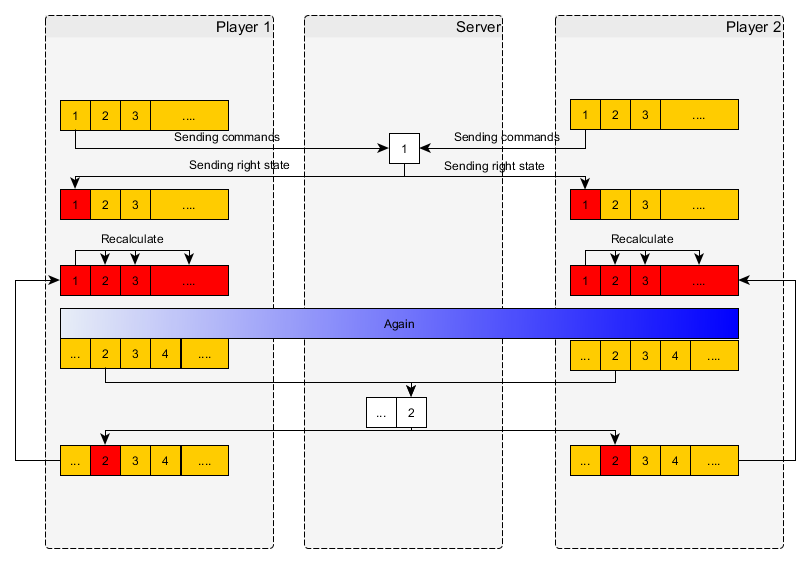 Player 1
Server
Player 2
1 2 3 ....
1 2 3 ....
Sending commands
Sending commands
1
Sending right state
Sending right state
1 2 3 ....
1 2 3 ....
Recalculate
Recalculate
1 2 3 ....
1 2 3 ....
Again
... 2 3 4 ....
... 2 3 4 ....
... 2
... 2 3 4 ....
... 2 3 4 ....